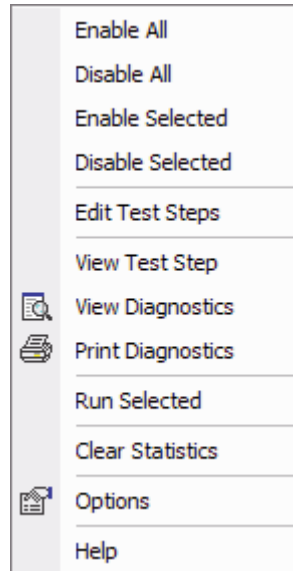 Enable All
Disable All
Enable Selected
Disable Selected
Edit Test Steps
View Test Step
View Diagnostics
Print Diagnostics
Run Selected
Clear Statistics
Options
Help